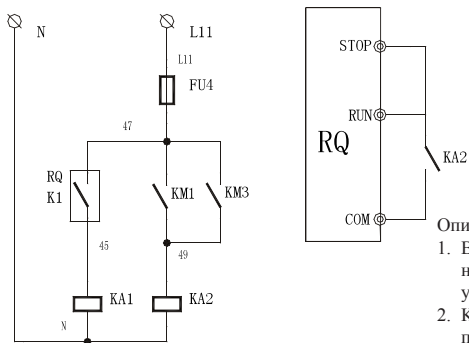 N
L11
L11
FU4
47
RQ
K1
KM1
KM3
45
49
KA1
KA2
N
STOP
RUN
RQ
KA2
COM
Опи
1. В
н
у
2. К
п